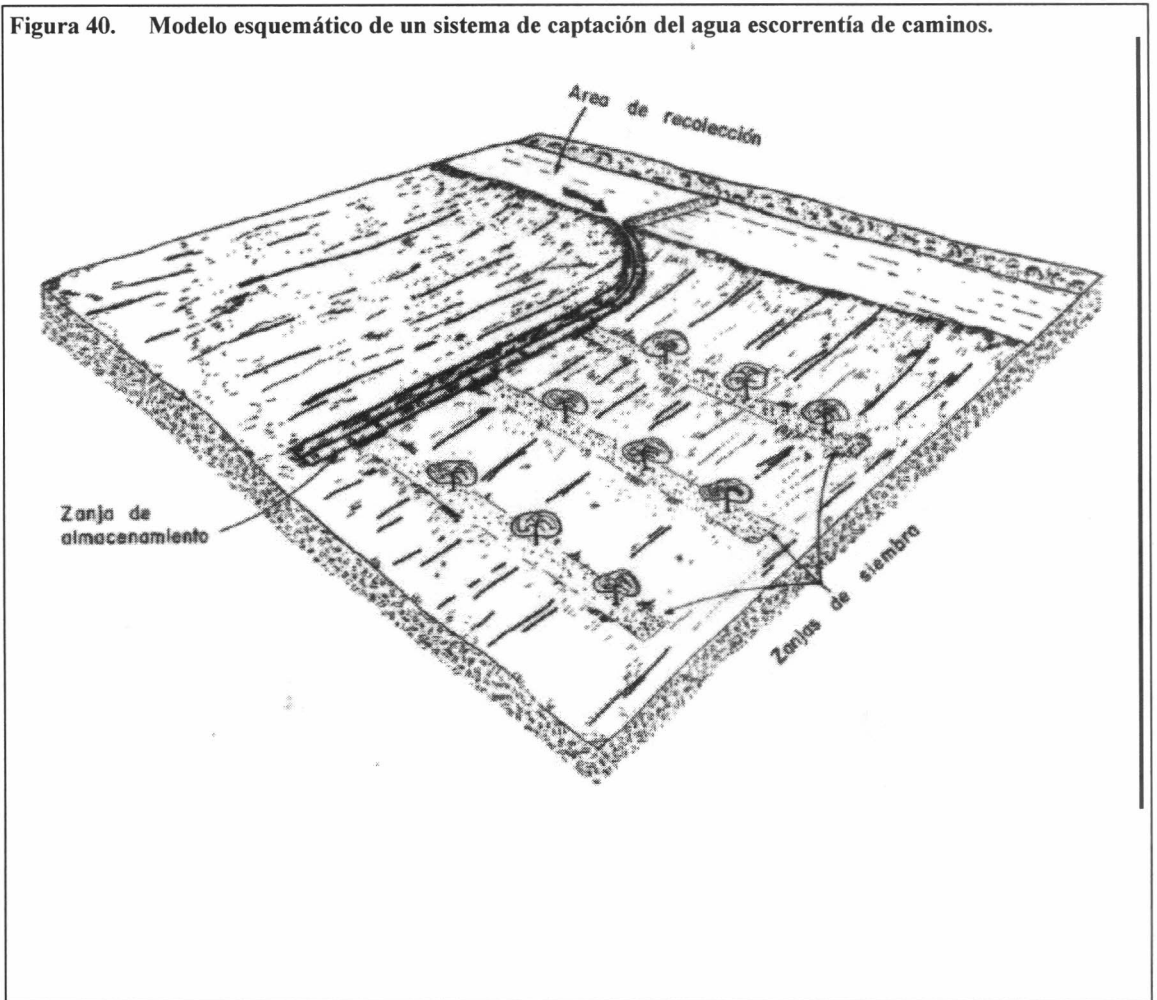 Figura 40. Modelo esquemático de un sistema de captación del agua escorrentía de caminos.
Area de recolección
Zanja de
almacenamiento
Zanjas de siembra